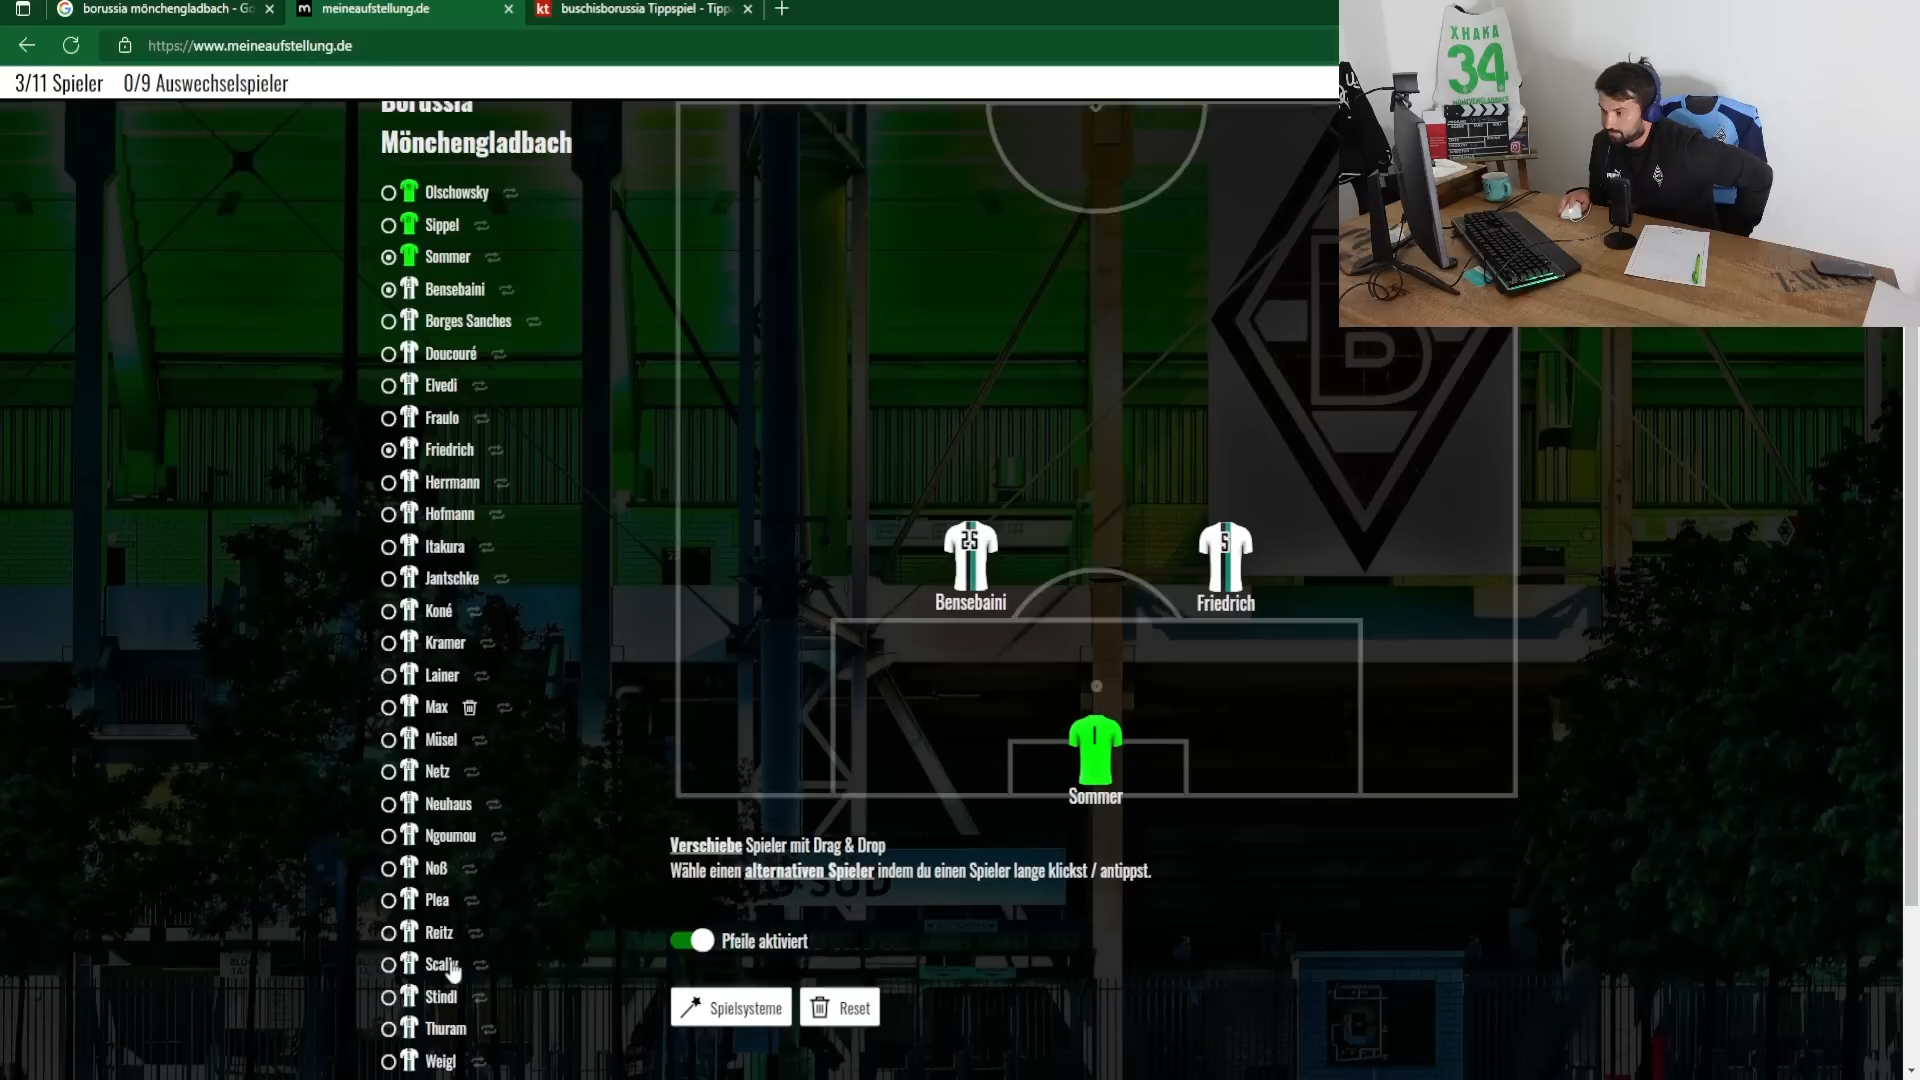 borussia mönchengladbach - Go
meineaufstellung.de
kt
buschisborussia Tippspiel - Tipp
https://www.meineaufstellung.de
3/11 Spieler 0/9 Auswechselspieler
Borussia
Mönchengladbach
Olschowsky
Sippel
Sommer
Bensebaini
Borges Sanches
Doucouré
Elvedi
Fraulo
Friedrich
Herrmann
Hofmann
Itakura
Jantschke
Koné
Kramer
Lainer
Max
Müsel
Netz
Neuhaus
Ngoumou
Noß
Plea
Reitz
Scally
Stindl
Thuram
Weigl
25
Bensebaini
5
Friedrich
1
Sommer
Verschiebe Spieler mit Drag & Drop
Wähle einen alternativen Spieler indem du einen Spieler lange klickst / antippst.
Pfeile aktiviert
Spielsysteme
Reset
XHAKA
34
MÖNCHENGLADBACH
B
SÜD